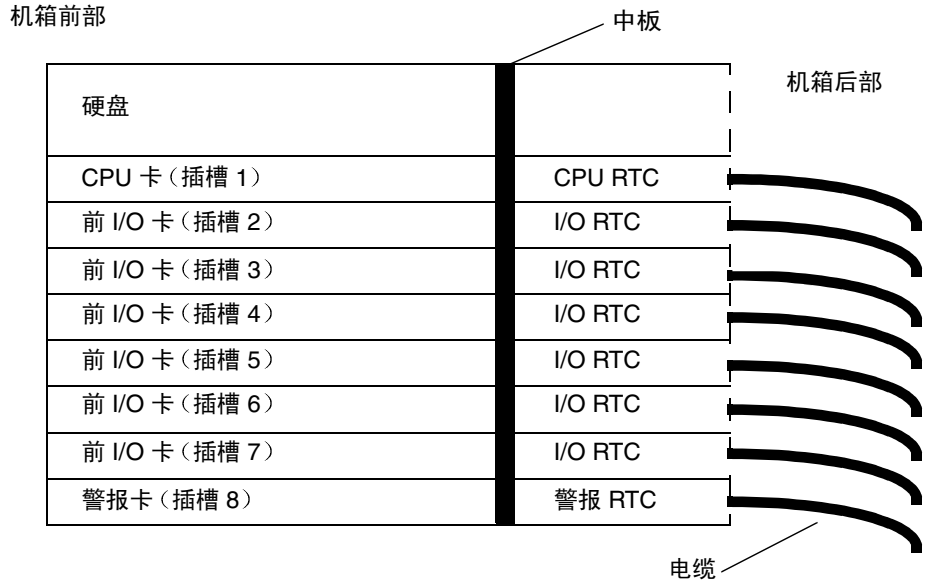 机箱前部
中板
机箱后部
硬盘
CPU 卡（插槽 1） CPU RTC
前 I/O 卡（插槽 2） I/O RTC
前 I/O 卡（插槽 3） I/O RTC
前 I/O 卡（插槽 4） I/O RTC
前 I/O 卡（插槽 5） I/O RTC
前 I/O 卡（插槽 6） I/O RTC
前 I/O 卡（插槽 7） I/O RTC
警报卡（插槽 8） 警报 RTC
电缆